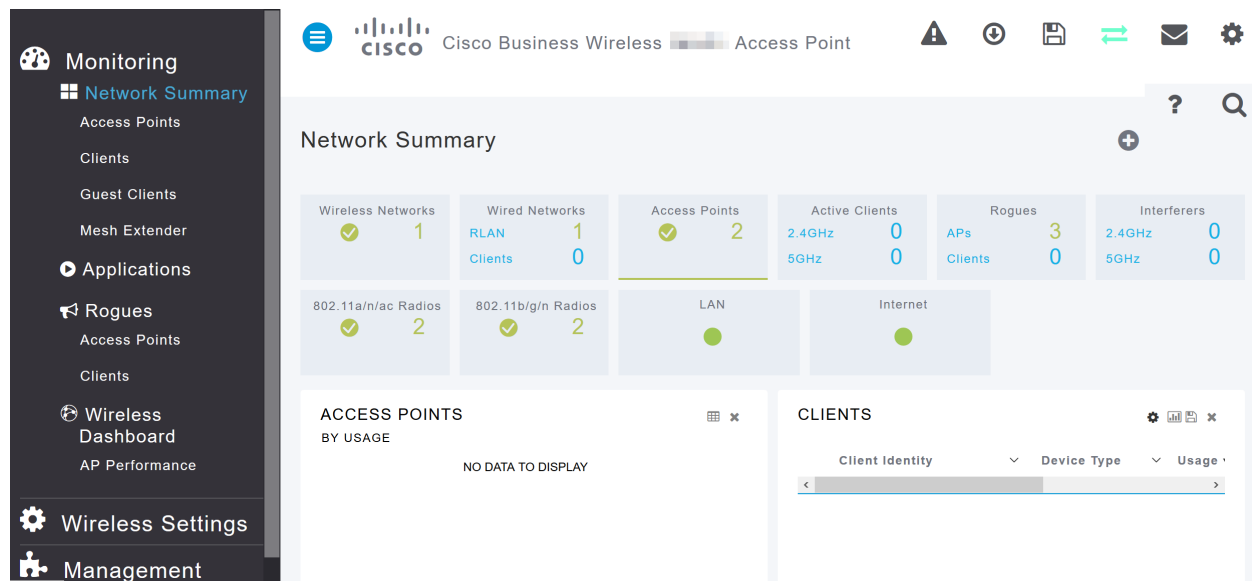 Monitoring
Network Summary
Access Points
Clients
Guest Clients
Mesh Extender
Applications
Rogues
Access Points
Clients
Wireless
Dashboard
AP Performance
Wireless Settings
Management
CISCO Cisco Business Wireless Access Point
?
Network Summary
Wireless Networks
1
Wired Networks
RLAN 1
Clients 0
Access Points
2
Active Clients
2.4GHz 0
5GHz 0
Rogues
APs 3
Clients 0
Interferers
2.4GHz 0
5GHz 0
802.11a/n/ac Radios
2
802.11b/g/n Radios
2
LAN
Internet
ACCESS POINTS
BY USAGE
NO DATA TO DISPLAY
CLIENTS
Client Identity Device Type Usage